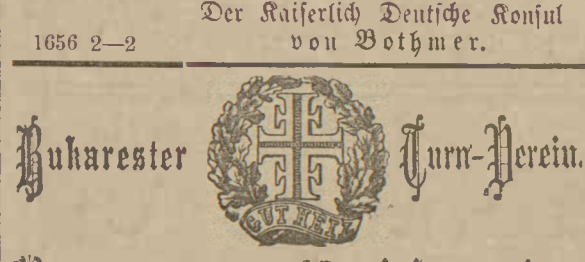 Der Kaiserlich Deutsche Konsul
1656 2—2 von Bothmer.
Bukarester Turn-Verein.
GUT HEIL